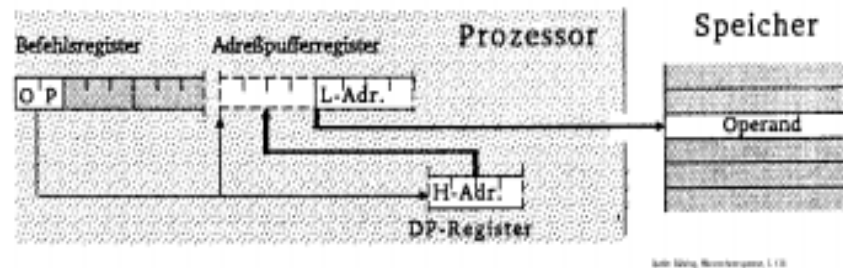 Prozessor
Speicher
Befehlsregister
Adreßpufferregister
O P
L-Adr.
Operand
H-Adr.
DP-Register